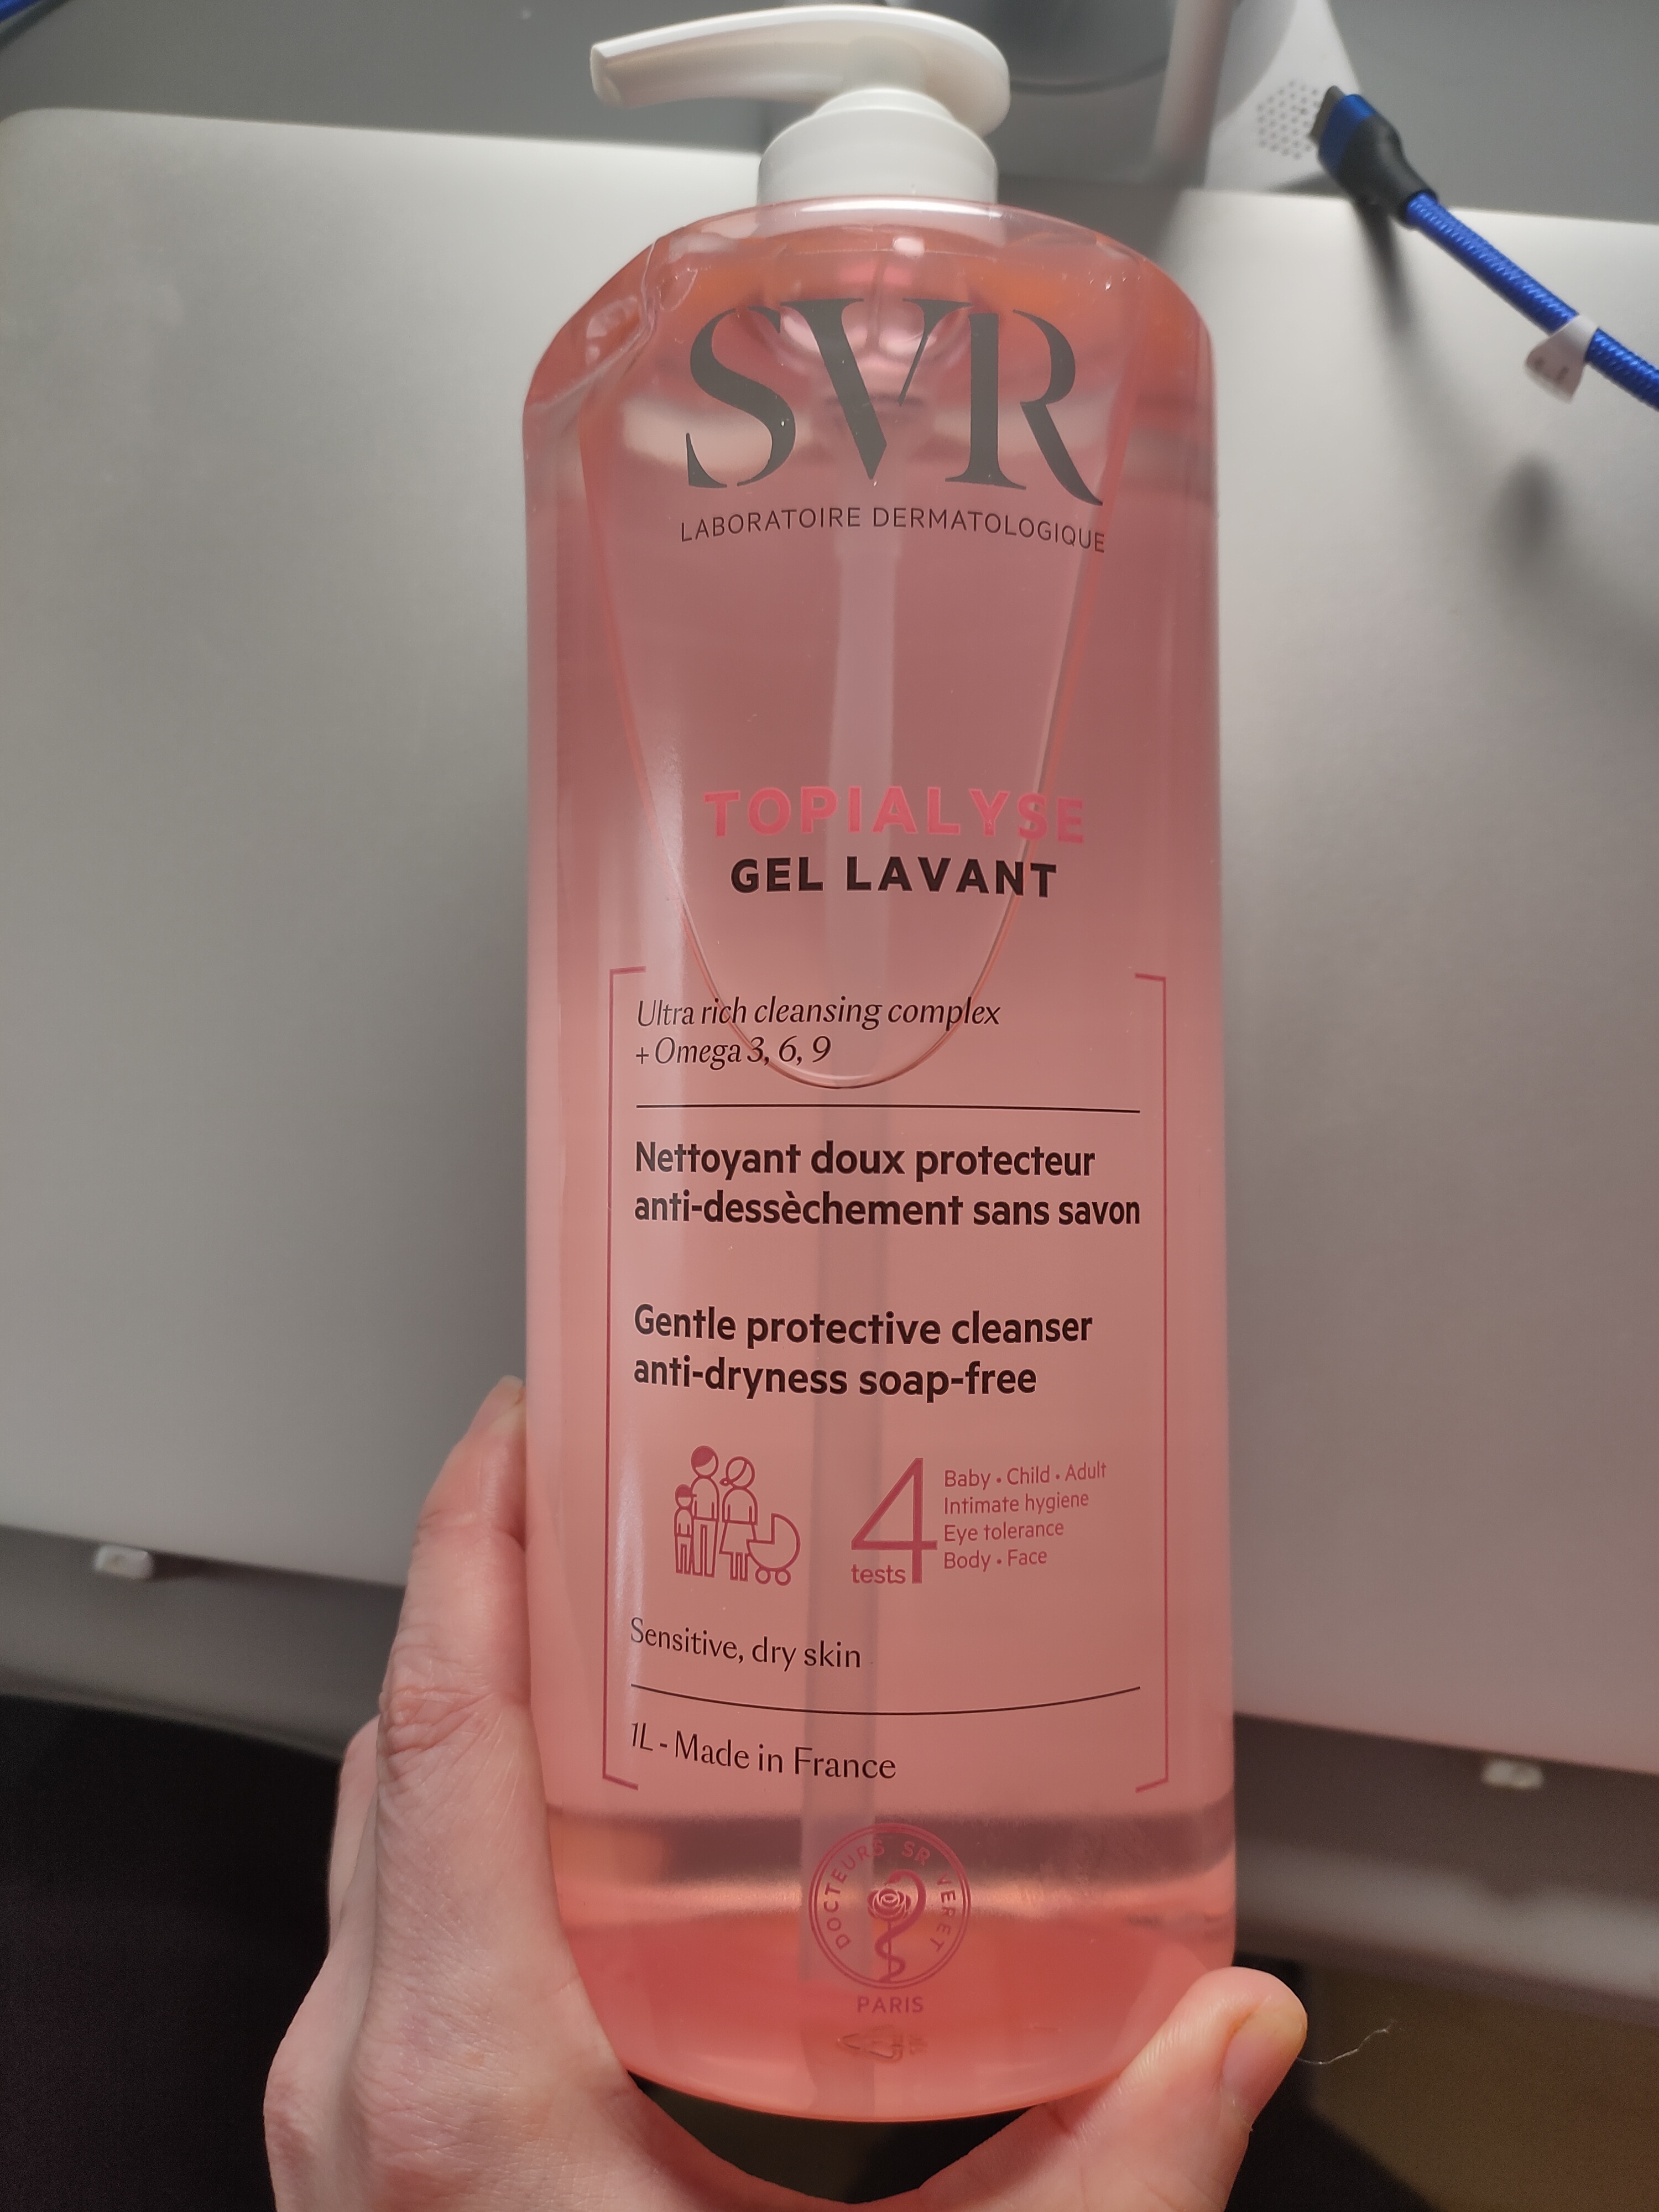 SVR
LABORATOIRE DERMATOLOGIQUE
TOPIALYSE
GEL LAVANT
Ultra rich cleansing complex
+ Omega 3, 6, 9
Nettoyant doux protecteur
anti-dessèchement sans savon
Gentle protective cleanser
anti-dryness soap-free
4 tests
Baby • Child • Adult
Intimate hygiene
Eye tolerance
Body • Face
Sensitive, dry skin
1L - Made in France
DOCTEURS SR VERET
PARIS